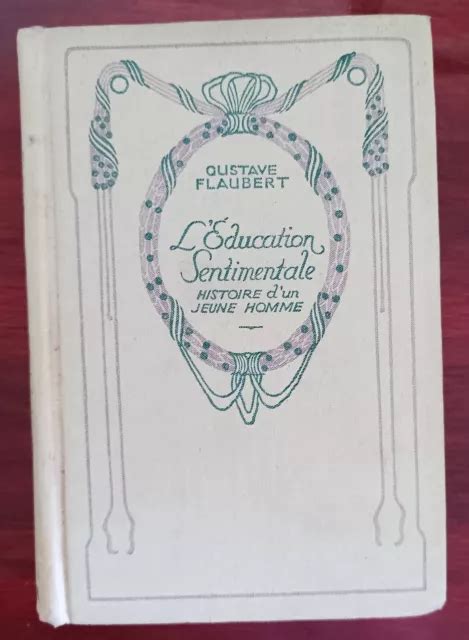 GUSTAVE
FLAUBERT
L'Éducation
Sentimentale
HISTOIRE d'un
JEUNE HOMME